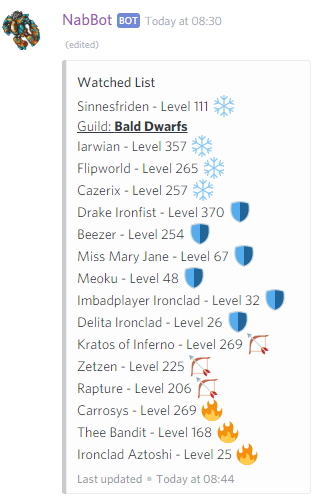 NabBot BOT Today at 08:30
(edited)
Watched List
Sinnesfriden - Level 111
Guild: Bald Dwarfs
Iarwian - Level 357
Flipworld - Level 265
Cazerix - Level 257
Drake Ironfist - Level 370
Beezer - Level 254
Miss Mary Jane - Level 67
Meoku - Level 48
Imbadplayer Ironclad - Level 32
Delita Ironclad - Level 26
Kratos of Inferno - Level 269
Zetzen - Level 225
Rapture - Level 206
Carrosys - Level 269
Thee Bandit - Level 168
Ironclad Aztoshi - Level 25
Last updated • Today at 08:44